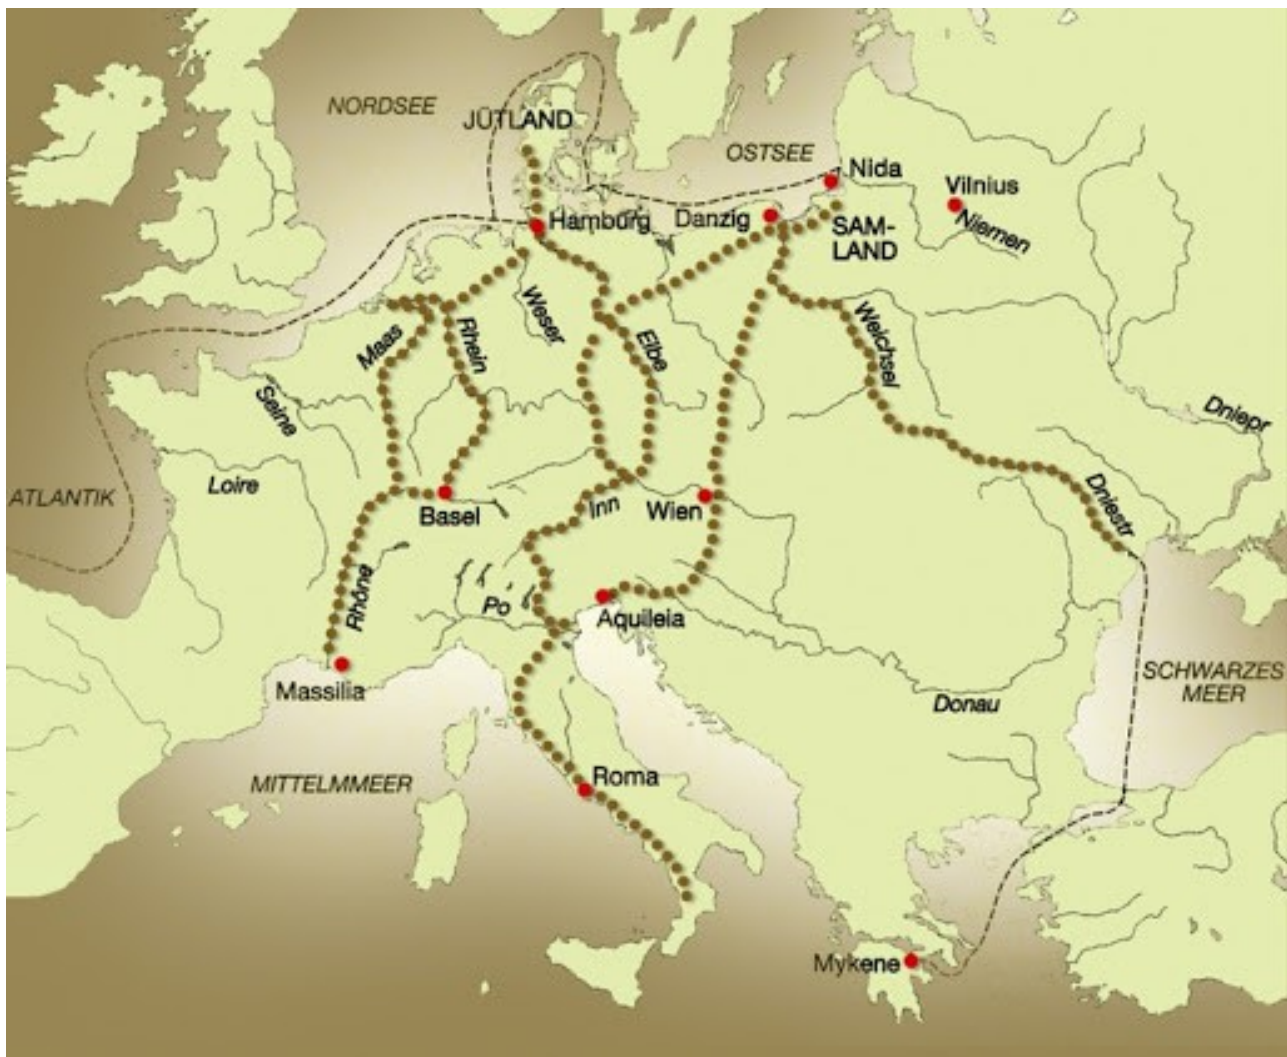 NORDSEE
JÜTLAND
OSTSEE
Nida
Vilnius
Hamburg
Danzig
SAM-
LAND
Niemen
Weser
Maas
Rhein
Elbe
Weichsel
Seine
Dniepr
Loire
ATLANTIK
Basel
Inn
Wien
Dniestr
Rhône
Po
Aquileia
Massilia
SCHWARZES
MEER
Donau
MITTELMMEER
Roma
Mykene